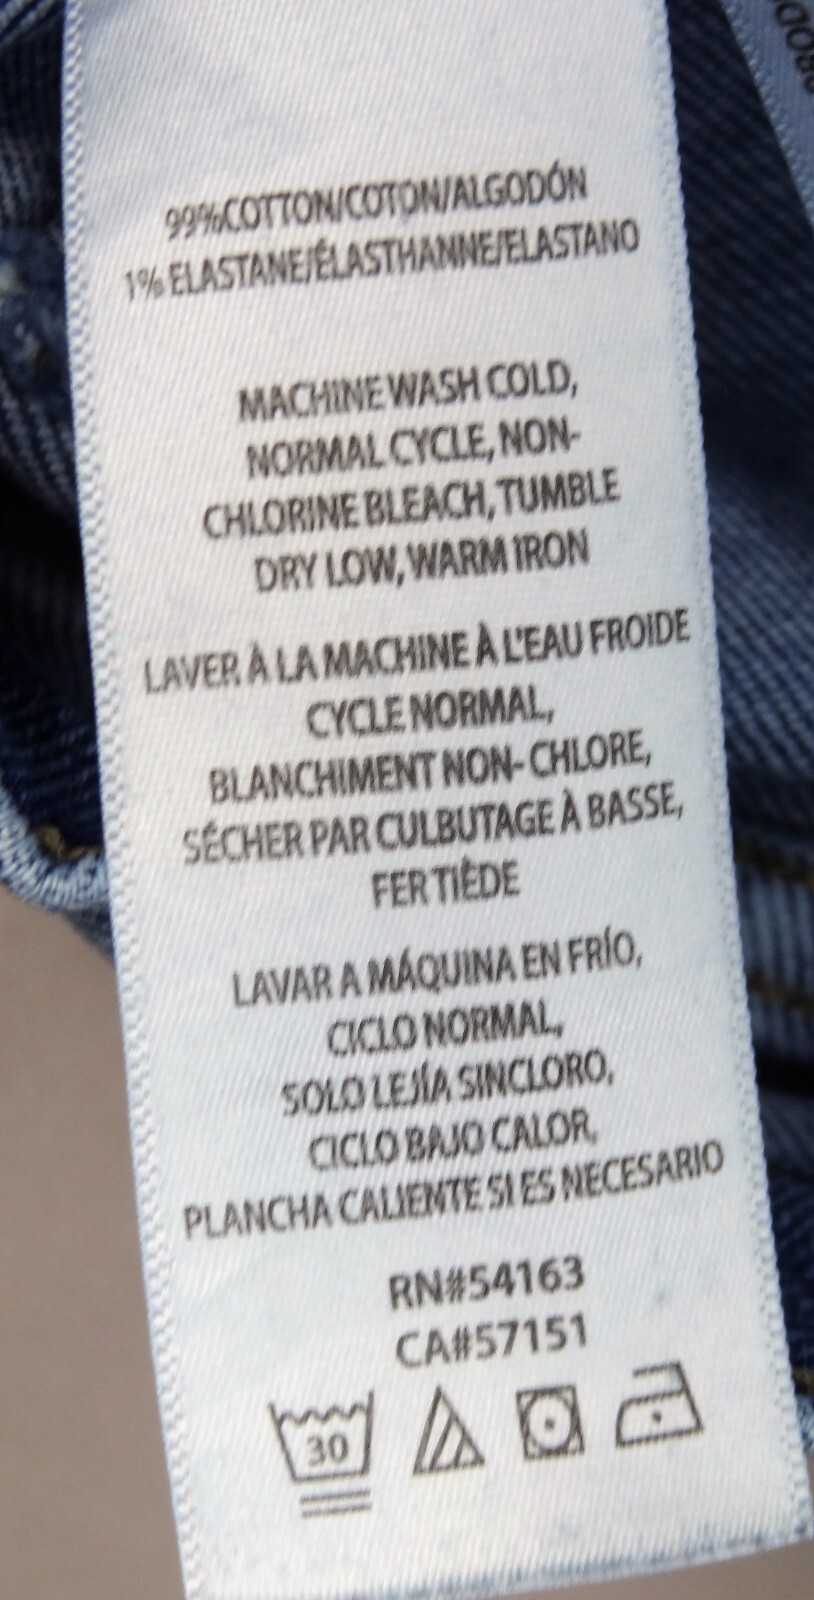 99%COTTON/COTON/ALGODÓN
1% ELASTANE/ÉLASTHANNE/ELASTANO
MACHINE WASH COLD,
NORMAL CYCLE, NON-
CHLORINE BLEACH, TUMBLE
DRY LOW, WARM IRON
LAVER À LA MACHINE À L'EAU FROIDE
CYCLE NORMAL,
BLANCHIMENT NON- CHLORE,
SÉCHER PAR CULBUTAGE À BASSE,
FER TIÈDE
LAVAR A MÁQUINA EN FRÍO,
CICLO NORMAL,
SOLO LEJÍA SINCLORO,
CICLO BAJO CALOR,
PLANCHA CALIENTE SI ES NECESARIO
RN#54163
CA#57151
30